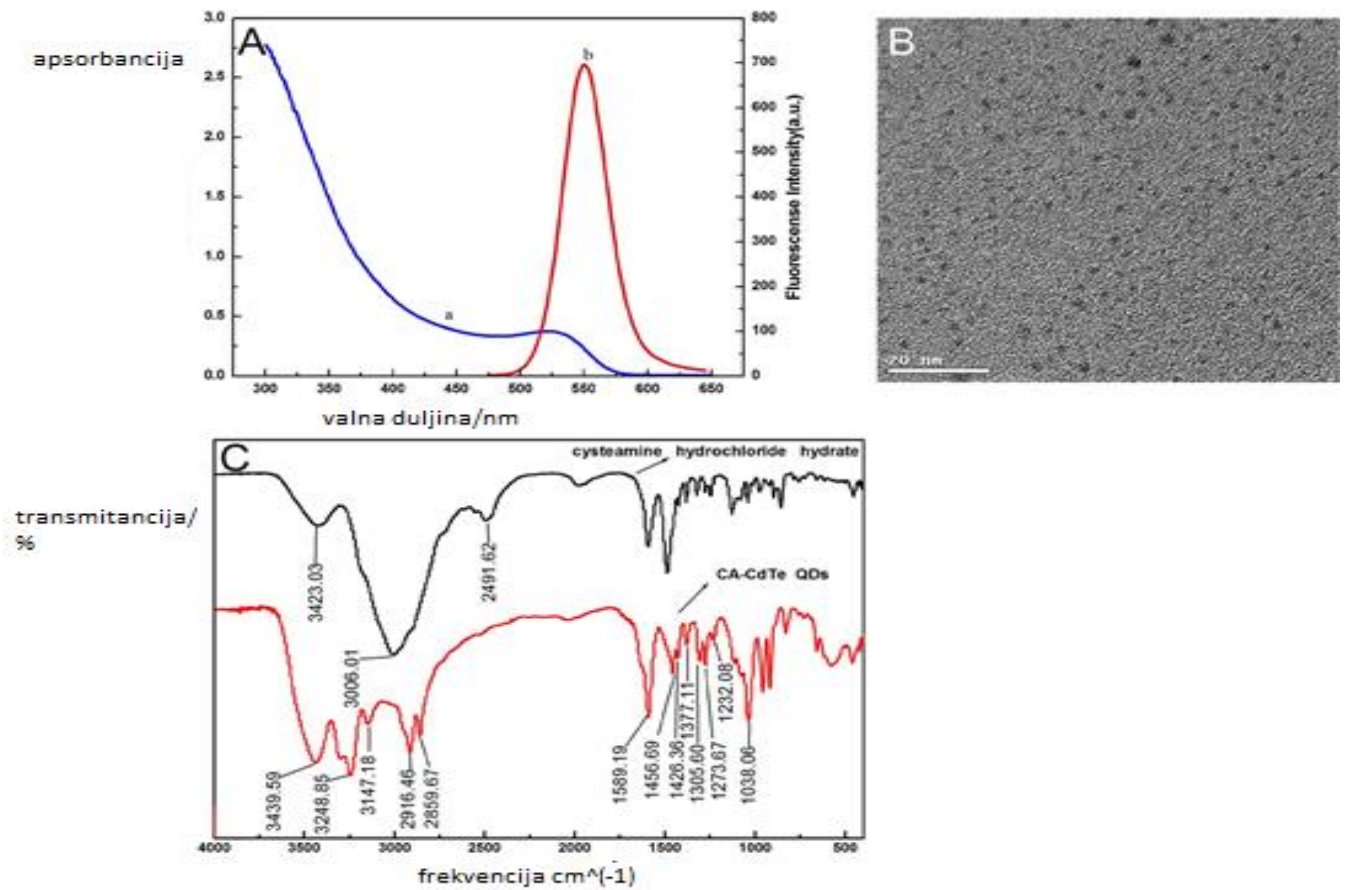 A
apsorbancija
3.0
2.5
2.0
1.5
1.0
0.5
0.0
a
b
800
700
600
500
400
300
200
100
0
Fluorescense Intensity(a.u.)
300 350 400 450 500 550 600 650
valna duljina/nm
B
20 nm
C
cysteamine hydrochloride hydrate
transmitancija/
%
3423.03
3006.01
2491.62
CA-CdTe QDs
3439.59
3248.85
3147.18
2916.46
2859.67
1589.19
1456.69
1426.36
1377.11
1305.60
1273.67
1232.08
1038.06
4000 3500 3000 2500 2000 1500 1000 500
frekvencija cm^(-1)